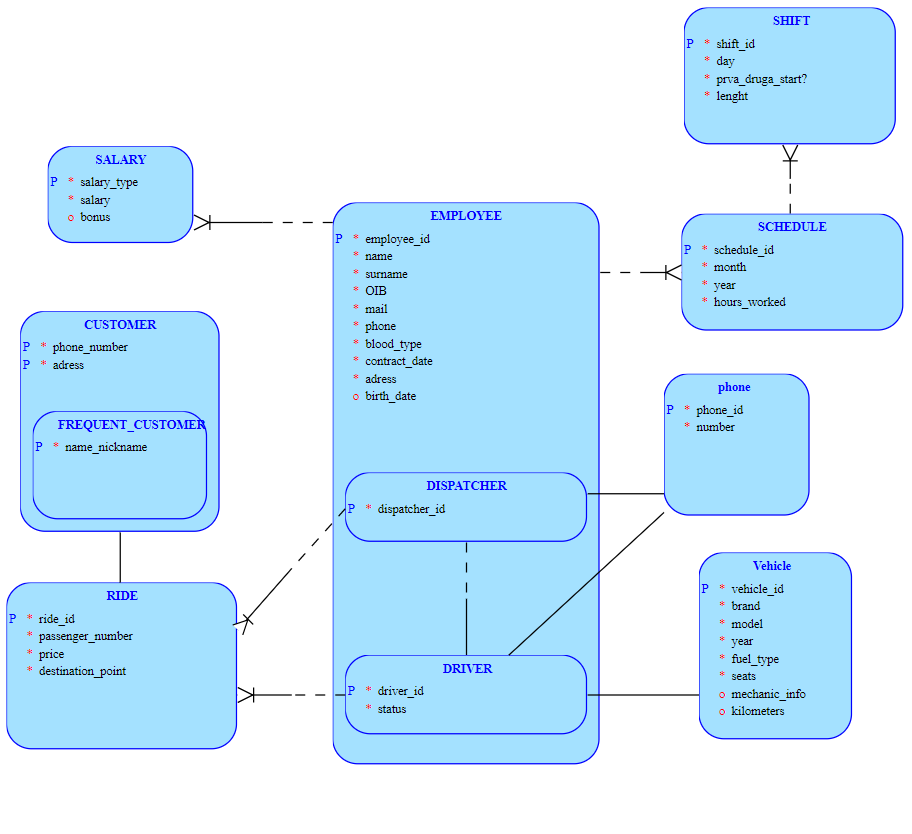 SHIFT
P * shift_id
* day
* prva_druga_start?
* lenght
SALARY
P * salary_type
* salary
o bonus
EMPLOYEE
P * employee_id
* name
* surname
* OIB
* mail
* phone
* blood_type
* contract_date
* adress
o birth_date
SCHEDULE
P * schedule_id
* month
* year
* hours_worked
CUSTOMER
P * phone_number
P * adress
FREQUENT_CUSTOMER
P * name_nickname
phone
P * phone_id
* number
DISPATCHER
P * dispatcher_id
RIDE
P * ride_id
* passenger_number
* price
* destination_point
DRIVER
P * driver_id
* status
Vehicle
P * vehicle_id
* brand
* model
* year
* fuel_type
* seats
o mechanic_info
o kilometers